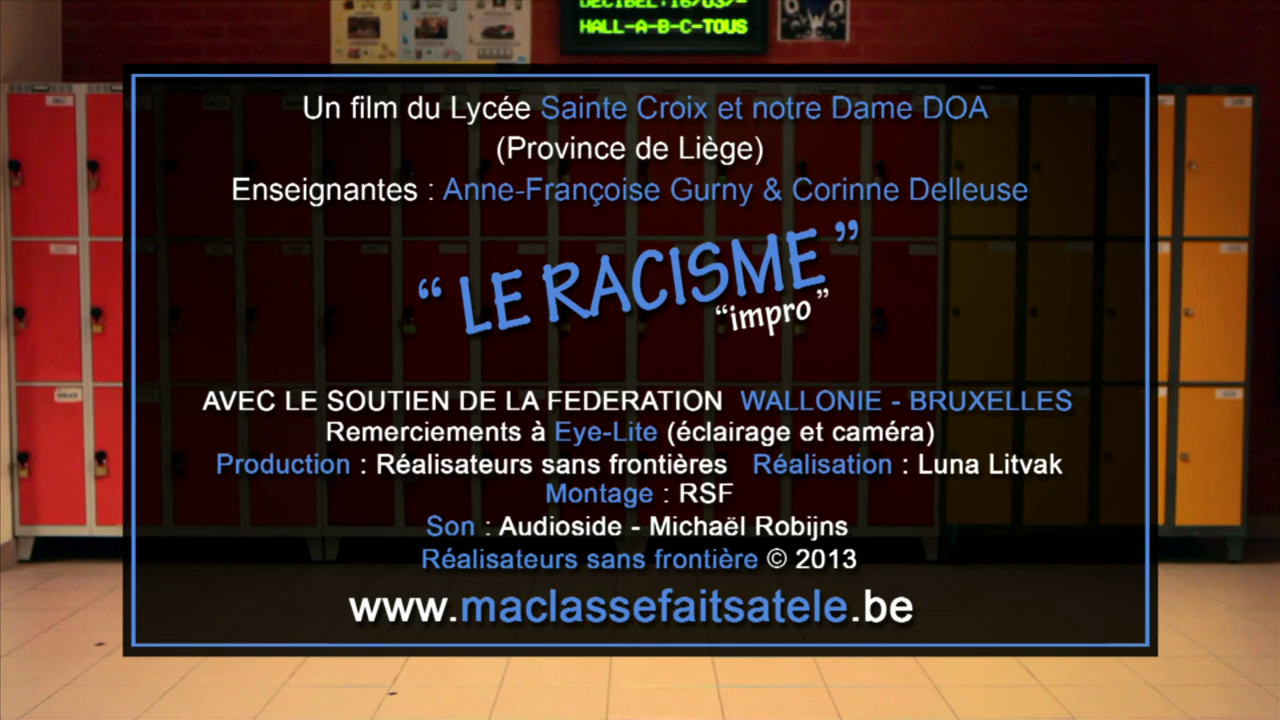 DECIBEL:16/03/-
HALL-A-B-C-TOUS
Un film du Lycée Sainte Croix et notre Dame DOA
(Province de Liège)
Enseignantes : Anne-Françoise Gurny & Corinne Delleuse
“ LE RACISME ”
“impro”
AVEC LE SOUTIEN DE LA FEDERATION WALLONIE - BRUXELLES
Remerciements à Eye-Lite (éclairage et caméra)
Production : Réalisateurs sans frontières Réalisation : Luna Litvak
Montage : RSF
Son : Audioside - Michaël Robijns
Réalisateurs sans frontière © 2013
www.maclassefaitsatele.be